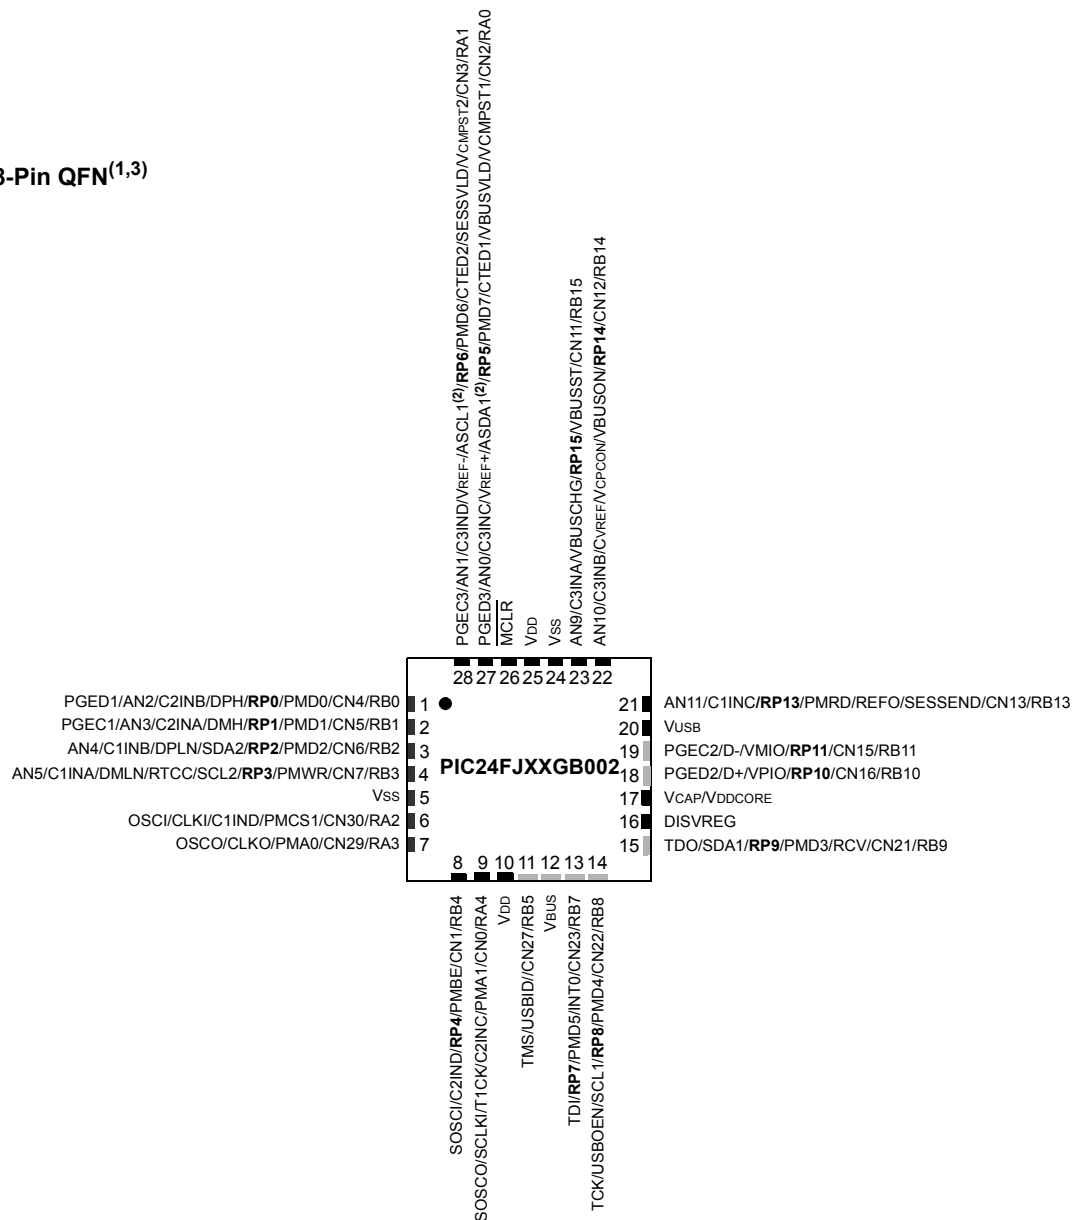 8-Pin QFN(1,3)
PGEC3/AN1/C3IND/VREF-/ASCL1(2)/RP6/PMD6/CTED2/SESSVLD/VCMPST2/CN3/RA1
PGED3/AN0/C3INC/VREF+/ASDA1(2)/RP5/PMD7/CTED1/VBUSVLD/VCMPST1/CN2/RA0
MCLR
VDD
VSS
AN9/C3INA/VBUSCHG/RP15/VBUSST/CN11/RB15
AN10/C3INB/CVREF/VCPCON/VBUSON/RP14/CN12/RB14
28 27 26 25 24 23 22
PGED1/AN2/C2INB/DPH/RP0/PMD0/CN4/RB0 1
PGEC1/AN3/C2INA/DMH/RP1/PMD1/CN5/RB1 2
AN4/C1INB/DPLN/SDA2/RP2/PMD2/CN6/RB2 3
AN5/C1INA/DMLN/RTCC/SCL2/RP3/PMWR/CN7/RB3 4
VSS 5
OSCI/CLKI/C1IND/PMCS1/CN30/RA2 6
OSCO/CLKO/PMA0/CN29/RA3 7
PIC24FJXXGB002
21 AN11/C1INC/RP13/PMRD/REFO/SESSEND/CN13/RB13
20 VUSB
19 PGEC2/D-/VMIO/RP11/CN15/RB11
18 PGED2/D+/VPIO/RP10/CN16/RB10
17 VCAP/VDDCORE
16 DISVREG
15 TDO/SDA1/RP9/PMD3/RCV/CN21/RB9
8 9 10 11 12 13 14
SOSCI/C2IND/RP4/PMBE/CN1/RB4
SOSCO/SCLKI/T1CK/C2INC/PMA1/CN0/RA4
VDD
TMS/USBID//CN27/RB5
VBUS
TDI/RP7/PMD5/INT0/CN23/RB7
TCK/USBOEN/SCL1/RP8/PMD4/CN22/RB8